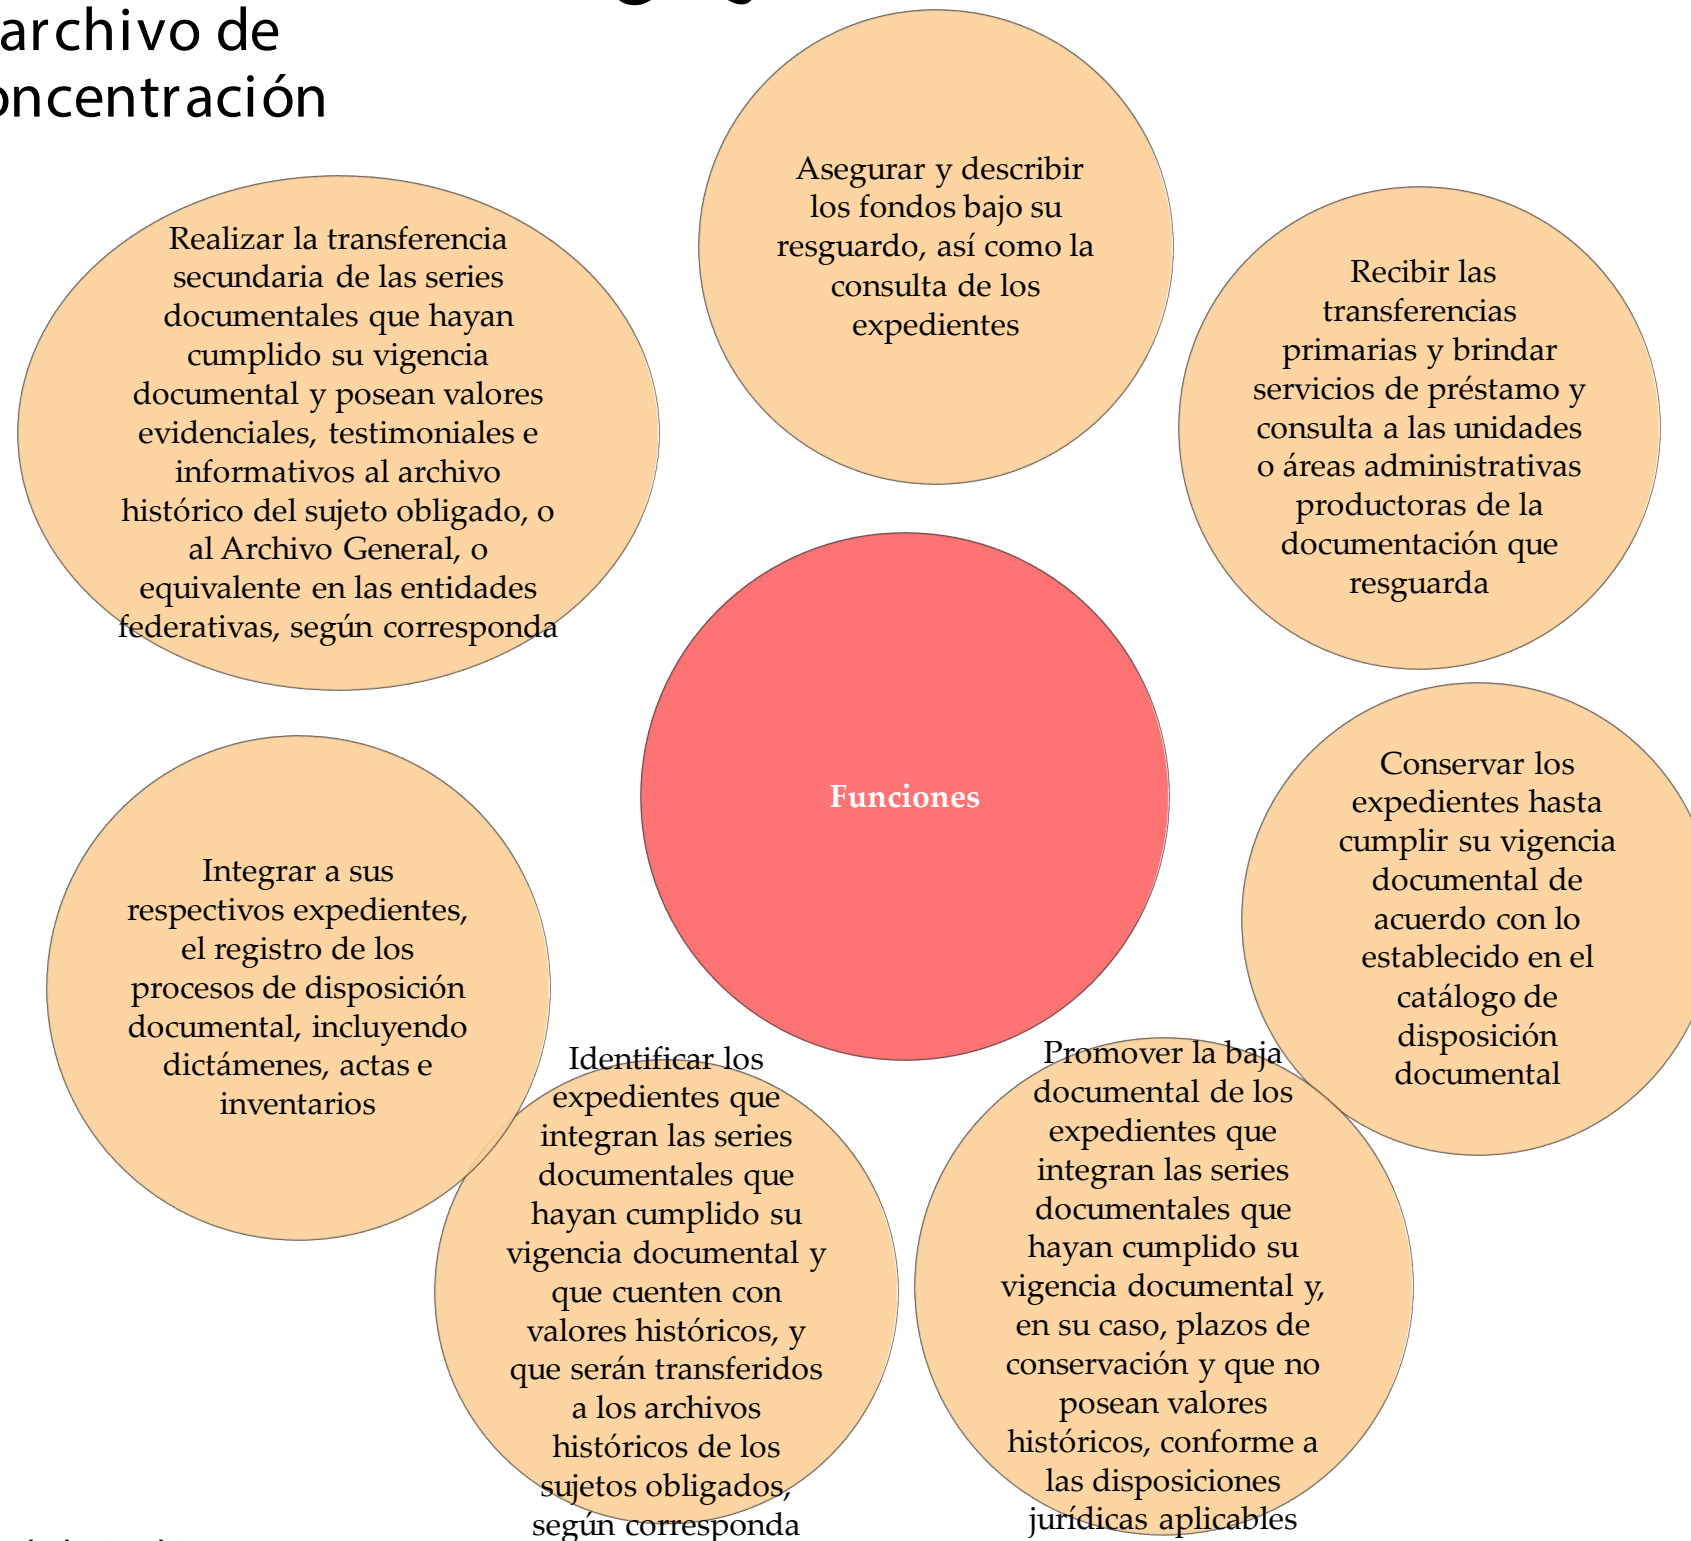 archivo de
oncentración
Asegurar y describir
los fondos bajo su
resguardo, así como la
consulta de los
expedientes
Recibir las
transferencias
primarias y brindar
servicios de préstamo y
consulta a las unidades
o áreas administrativas
productoras de la
documentación que
resguarda
Conservar los
expedientes hasta
cumplir su vigencia
documental de
acuerdo con lo
establecido en el
catálogo de
disposición
documental
Promover la baja
documental de los
expedientes que
integran las series
documentales que
hayan cumplido su
vigencia documental y,
en su caso, plazos de
conservación y que no
posean valores
históricos, conforme a
las disposiciones
jurídicas aplicables
Identificar los
expedientes que
integran las series
documentales que
hayan cumplido su
vigencia documental y
que cuenten con
valores históricos, y
que serán transferidos
a los archivos
históricos de los
sujetos obligados,
según corresponda
Integrar a sus
respectivos expedientes,
el registro de los
procesos de disposición
documental, incluyendo
dictámenes, actas e
inventarios
Realizar la transferencia
secundaria de las series
documentales que hayan
cumplido su vigencia
documental y posean valores
evidenciales, testimoniales e
informativos al archivo
histórico del sujeto obligado, o
al Archivo General, o
equivalente en las entidades
federativas, según corresponda
Funciones